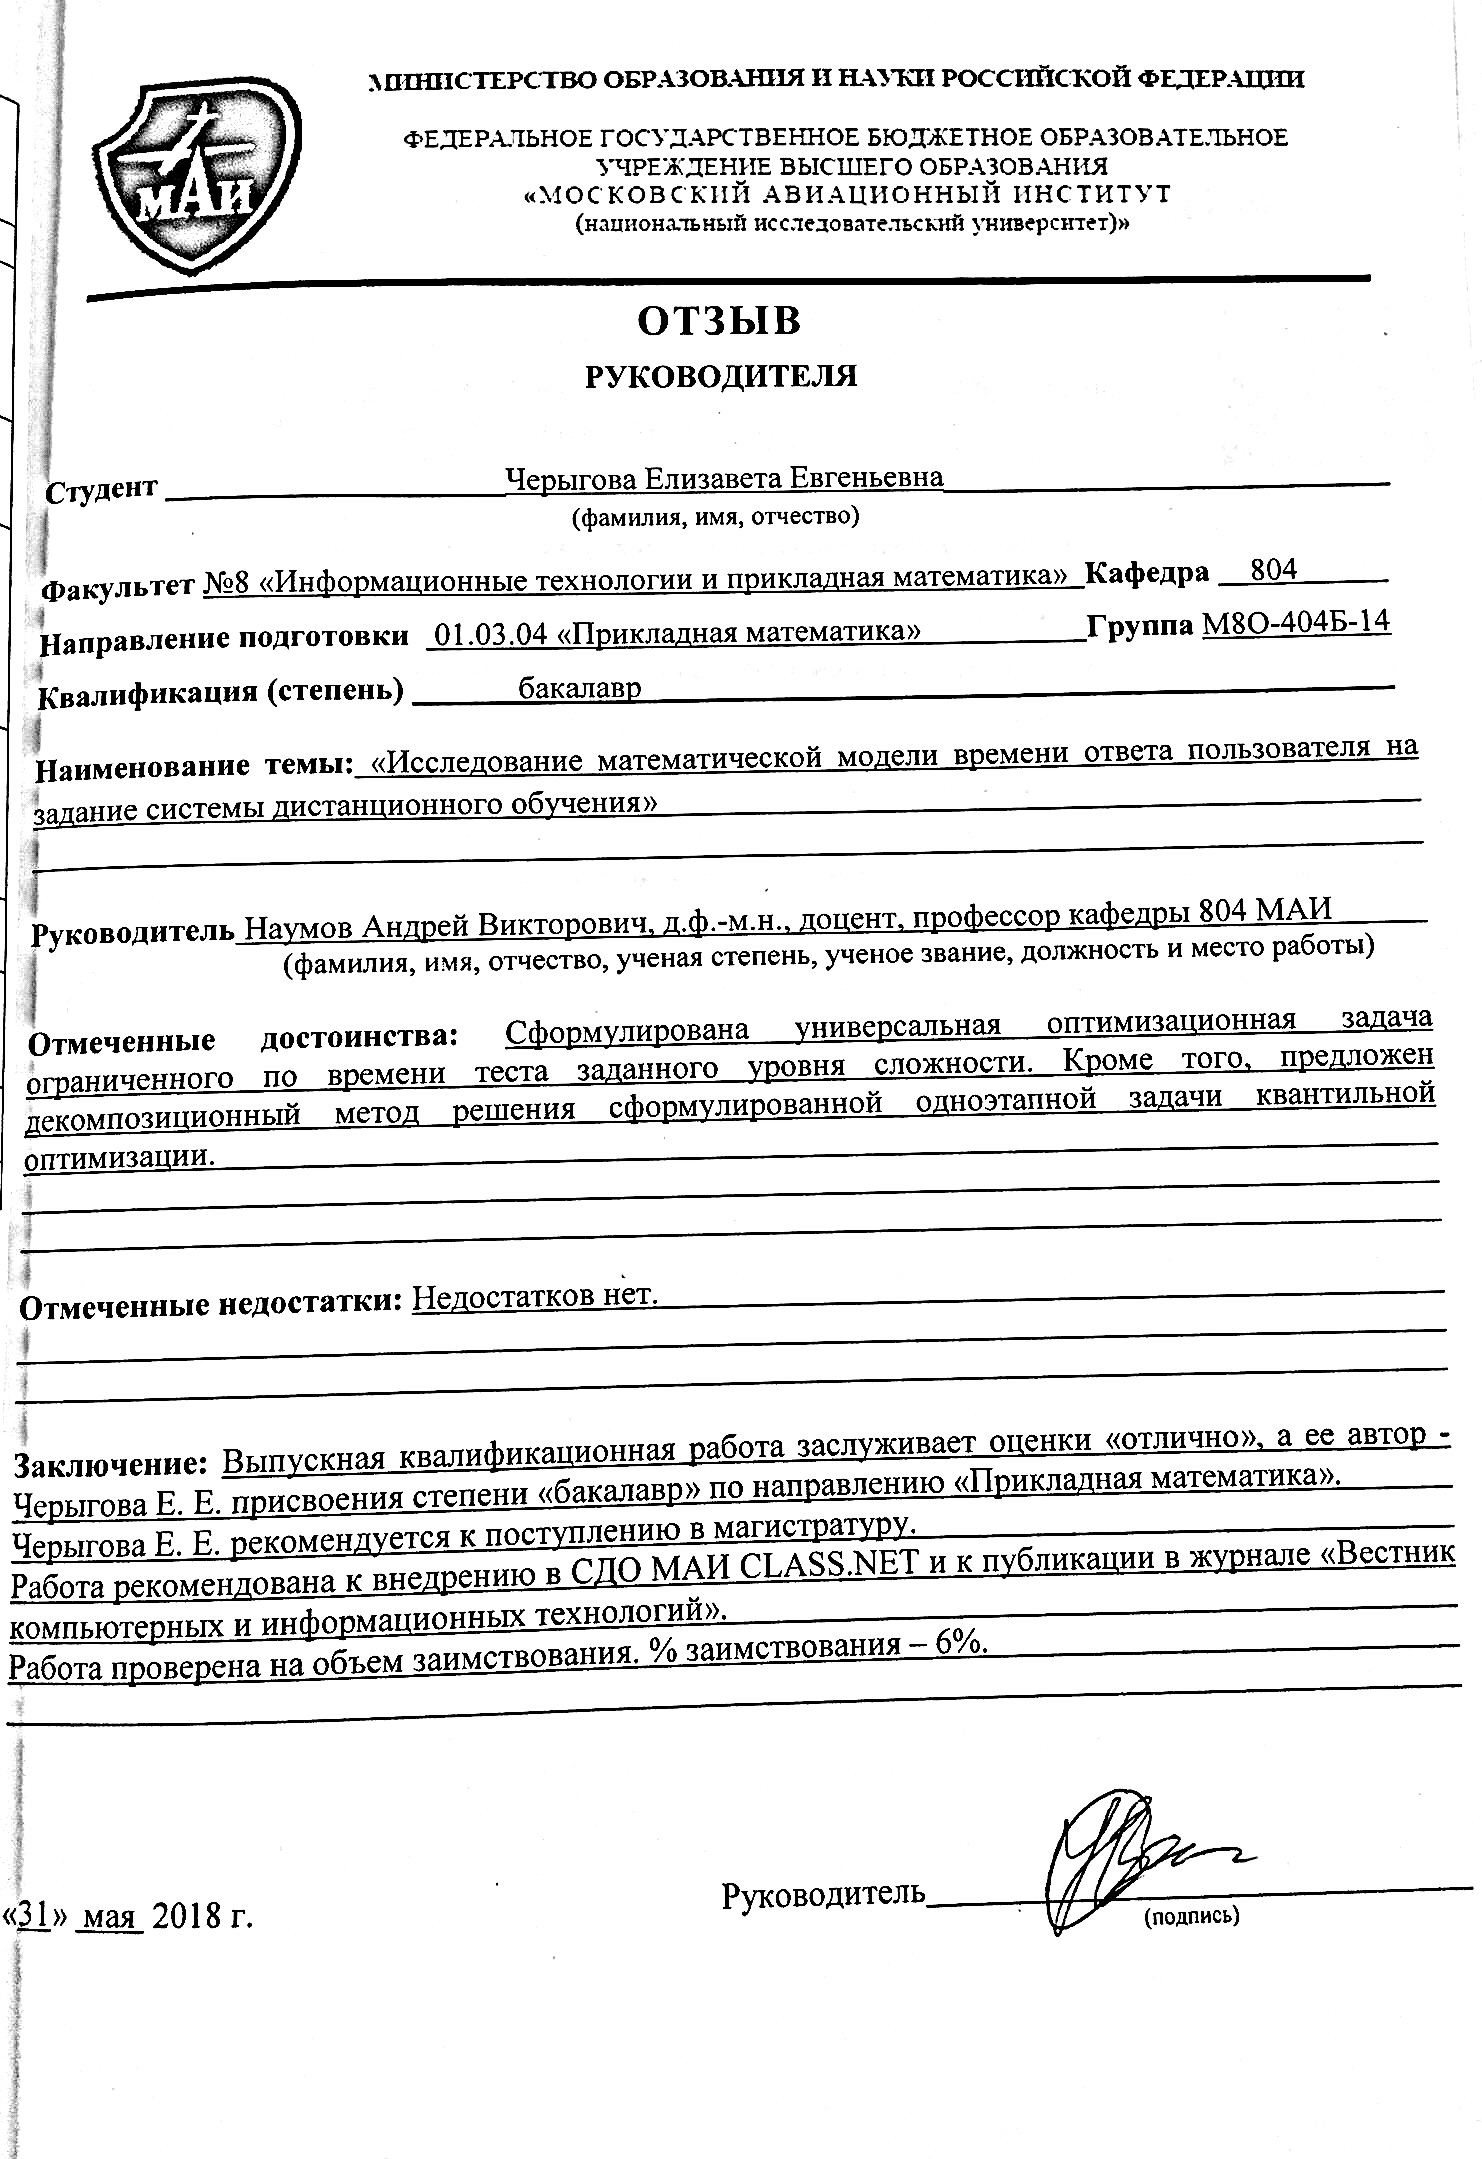 МИНИСТЕРСТВО ОБРАЗОВАНИЯ И НАУКИ РОССИЙСКОЙ ФЕДЕРАЦИИ
ФЕДЕРАЛЬНОЕ ГОСУДАРСТВЕННОЕ БЮДЖЕТНОЕ ОБРАЗОВАТЕЛЬНОЕ
УЧРЕЖДЕНИЕ ВЫСШЕГО ОБРАЗОВАНИЯ
«МОСКОВСКИЙ АВИАЦИОННЫЙ ИНСТИТУТ
(национальный исследовательский университет)»
МАИ
ОТЗЫВ
РУКОВОДИТЕЛЯ
Студент Черыгова Елизавета Евгеньевна
(фамилия, имя, отчество)
Факультет №8 «Информационные технологии и прикладная математика» Кафедра 804
Направление подготовки 01.03.04 «Прикладная математика» Группа М8О-404Б-14
Квалификация (степень) бакалавр
Наименование темы: «Исследование математической модели времени ответа пользователя на
задание системы дистанционного обучения»
Руководитель Наумов Андрей Викторович, д.ф.-м.н., доцент, профессор кафедры 804 МАИ
(фамилия, имя, отчество, ученая степень, ученое звание, должность и место работы)
Отмеченные достоинства: Сформулирована универсальная оптимизационная задача
ограниченного по времени теста заданного уровня сложности. Кроме того, предложен
декомпозиционный метод решения сформулированной одноэтапной задачи квантильной
оптимизации.
Отмеченные недостатки: Недостатков нет.
Заключение: Выпускная квалификационная работа заслуживает оценки «отлично», а ее автор -
Черыгова Е. Е. присвоения степени «бакалавр» по направлению «Прикладная математика».
Черыгова Е. Е. рекомендуется к поступлению в магистратуру.
Работа рекомендована к внедрению в СДО МАИ CLASS.NET и к публикации в журнале «Вестник
компьютерных и информационных технологий».
Работа проверена на объем заимствования. % заимствования – 6%.
Руководитель
(подпись)
«31» мая 2018 г.